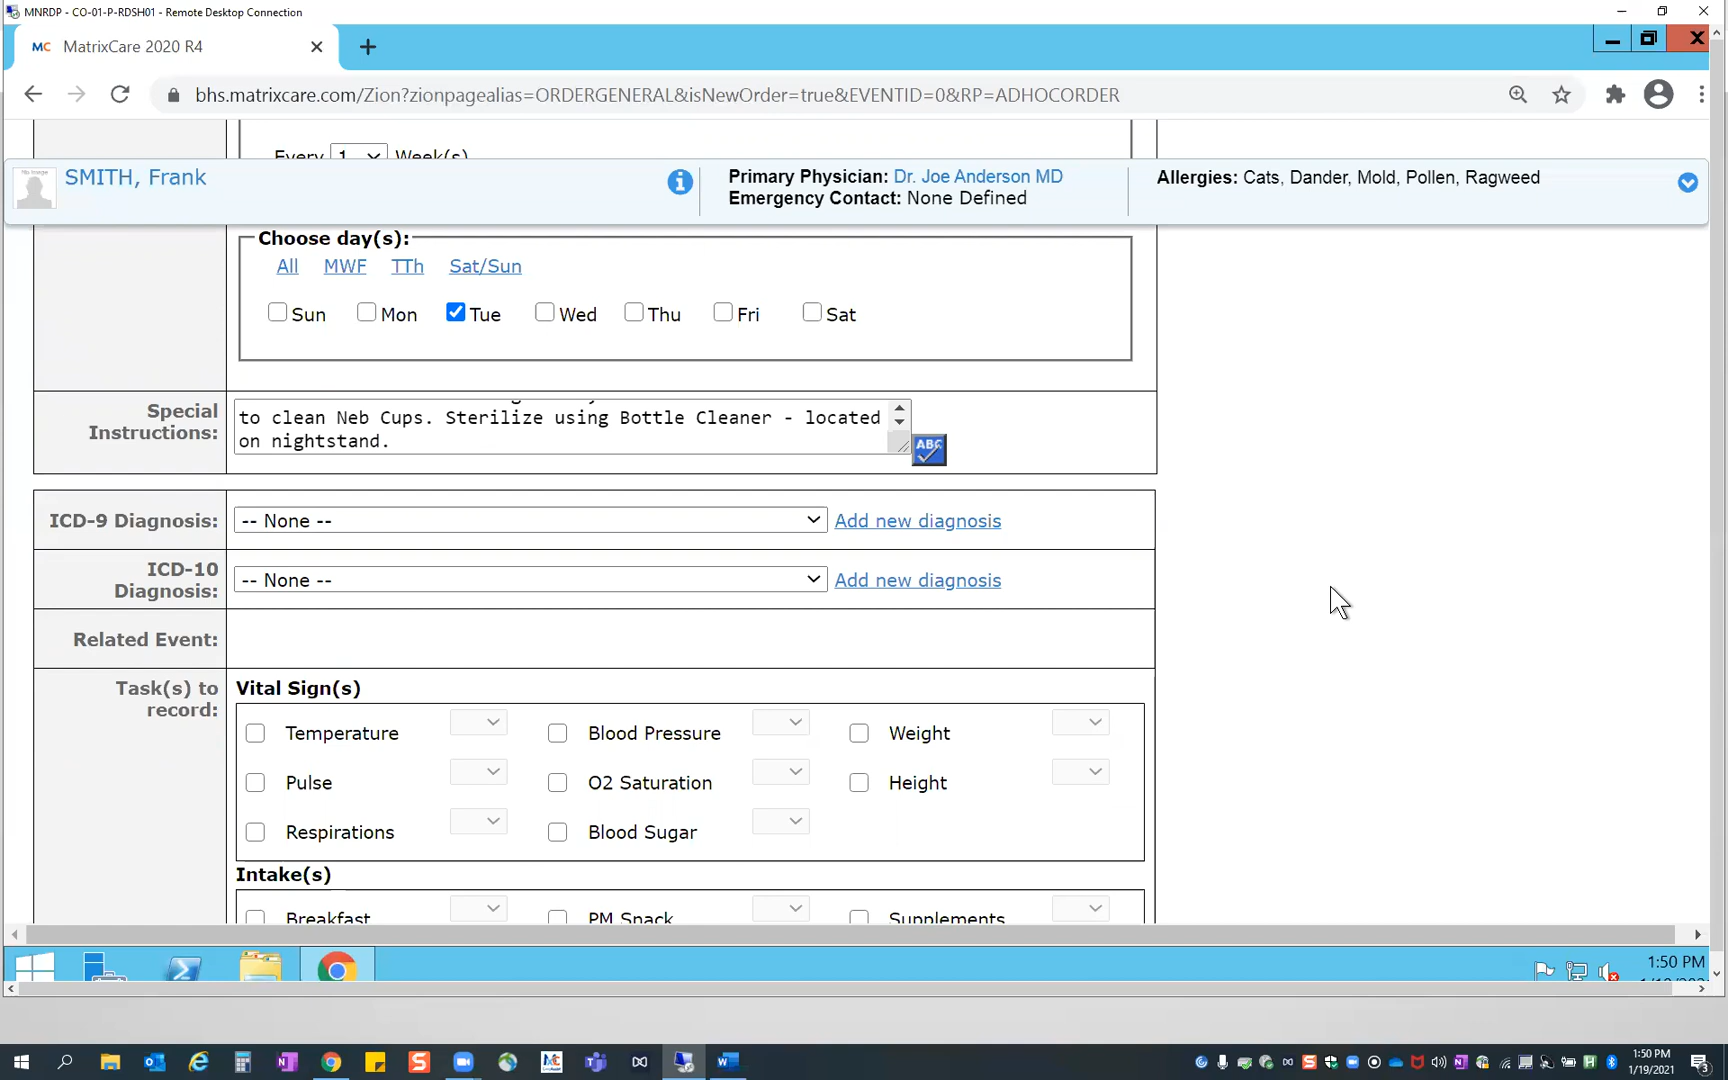 MNRDP - CO-01-P-RDSH01 - Remote Desktop Connection
MC MatrixCare 2020 R4
bhs.matrixcare.com/Zion?zionpagealias=ORDERGENERAL&isNewOrder=true&EVENTID=0&RP=ADHOCORDER
Every 1 Week(s)
SMITH, Frank
Primary Physician: Dr. Joe Anderson MD
Emergency Contact: None Defined
Allergies: Cats, Dander, Mold, Pollen, Ragweed
Choose day(s):
All MWF TTh Sat/Sun
Sun Mon Tue Wed Thu Fri Sat
Special Instructions:
to clean Neb Cups. Sterilize using Bottle Cleaner - located
on nightstand.
ABC
ICD-9 Diagnosis: -- None -- Add new diagnosis
ICD-10 Diagnosis: -- None -- Add new diagnosis
Related Event:
Task(s) to record:
Vital Sign(s)
Temperature Blood Pressure Weight
Pulse O2 Saturation Height
Respirations Blood Sugar
Intake(s)
Breakfast PM Snack Supplements
1:50 PM
1:50 PM
1/19/2021